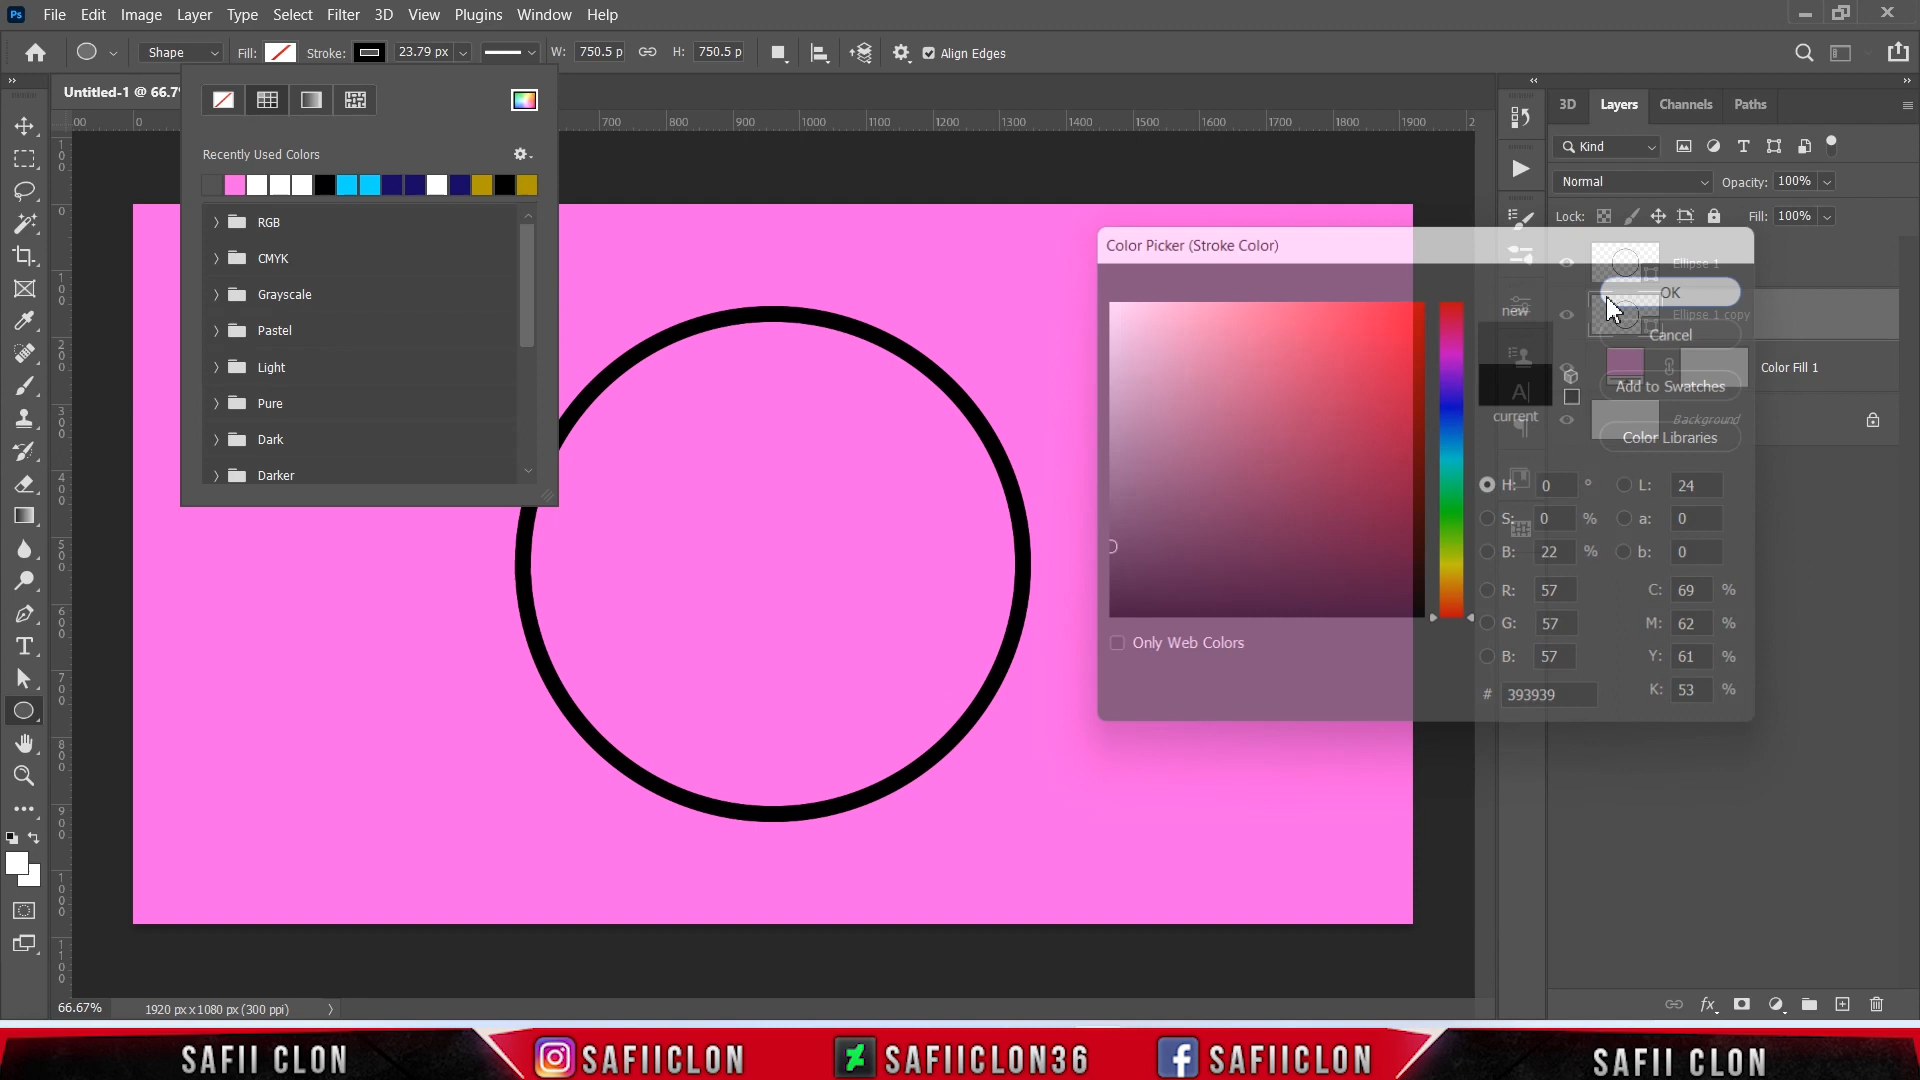 Ps File Edit Image Layer Type Select Filter 3D View Plugins Window Help
Shape Fill: Stroke: 23.79 px W: 750.5 p H: 750.5 p Align Edges
Untitled-1 @ 66.7%
3D Layers Channels Paths
00 0 600 700 800 900 1000 1100 1200 1300 1400 1500 1600 1700 1800 1900 2
Recently Used Colors
RGB
CMYK
Grayscale
Pastel
Light
Pure
Dark
Darker
Kind
Normal Opacity: 100%
Lock: Fill: 100%
Color Picker (Stroke Color)
Ellipse 1
OK
new
Ellipse 1 copy
Cancel
Color Fill 1
Add to Swatches
current
Background
Color Libraries
H: 0 ° L: 24
S: 0 % a: 0
B: 22 % b: 0
R: 57 C: 69 %
G: 57 M: 62 %
B: 57 Y: 61 %
# 393939 K: 53 %
Only Web Colors
66.67% 1920 px x 1080 px (300 ppi)
fx
SAFII CLON SAFIICLON SAFIICLON36 SAFIICLON SAFII CLON